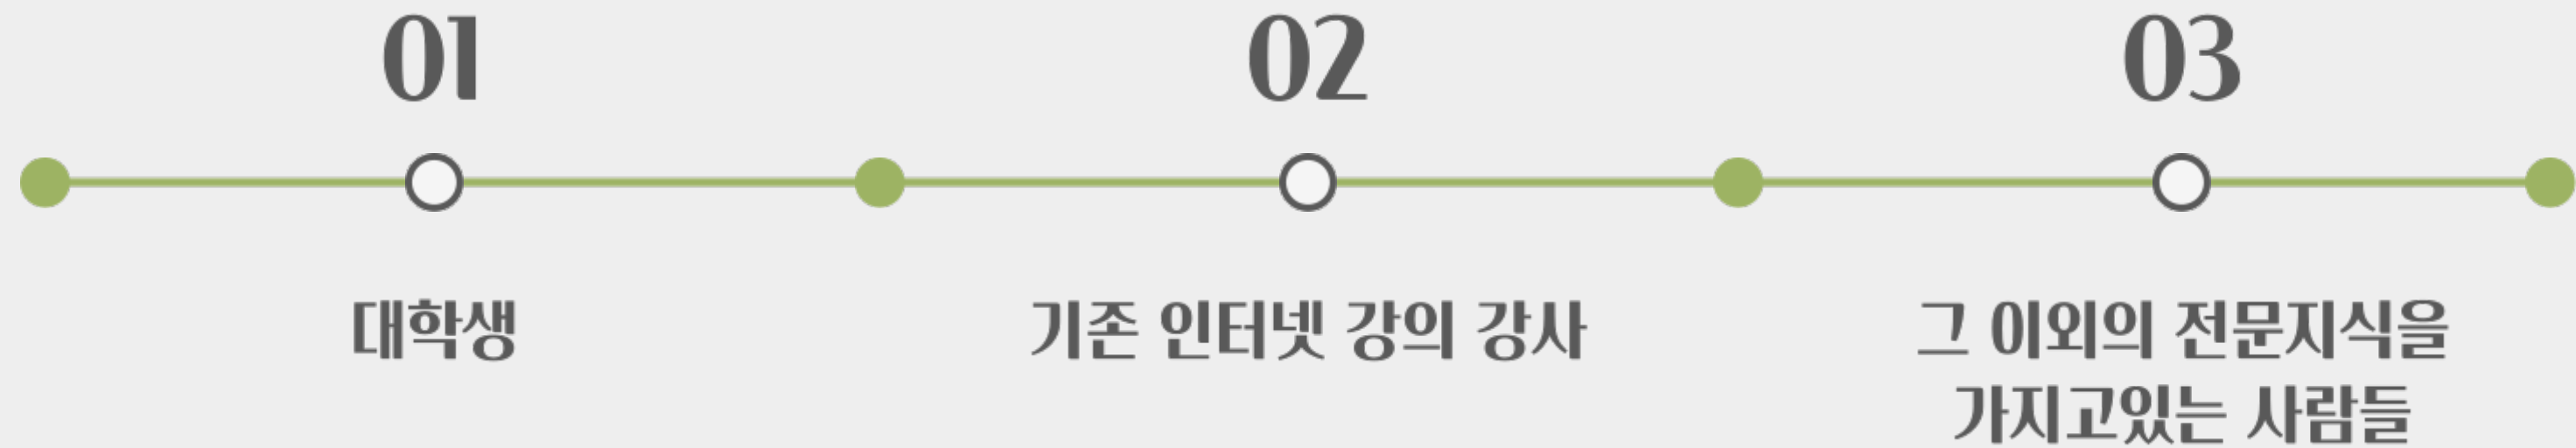 01
02
03
대학생
기존 인터넷 강의 강사
그 이외의 전문지식을
가지고있는 사람들